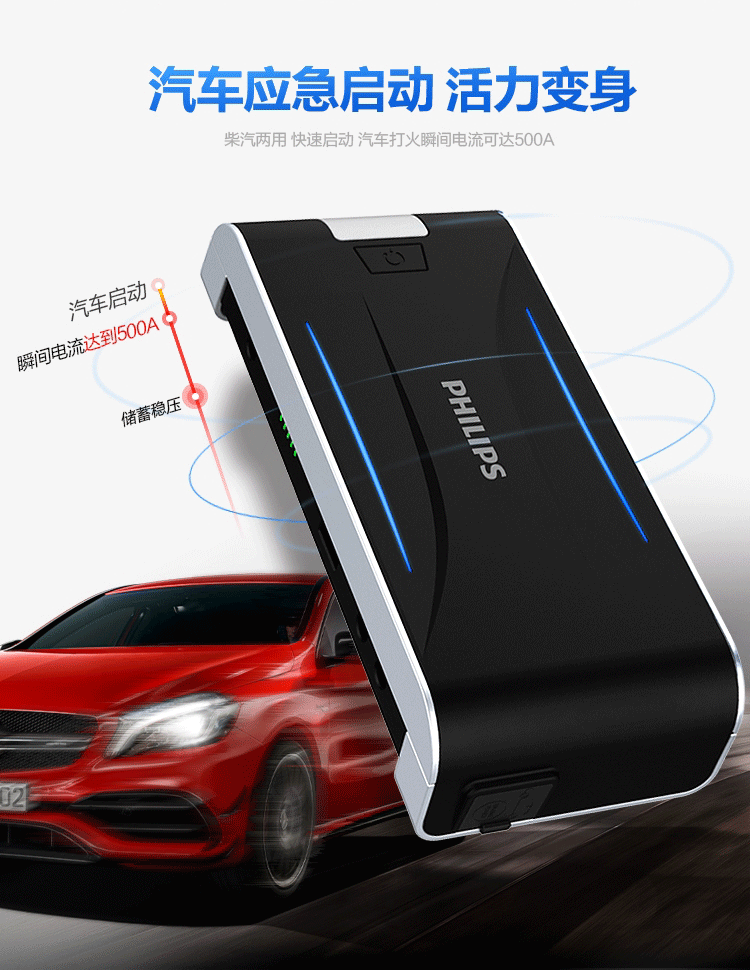 汽车应急启动 活力变身
柴汽两用 快速启动 汽车打火瞬间电流可达500A
汽车启动
瞬间电流达到500A
储蓄稳压
PHILIPS
02